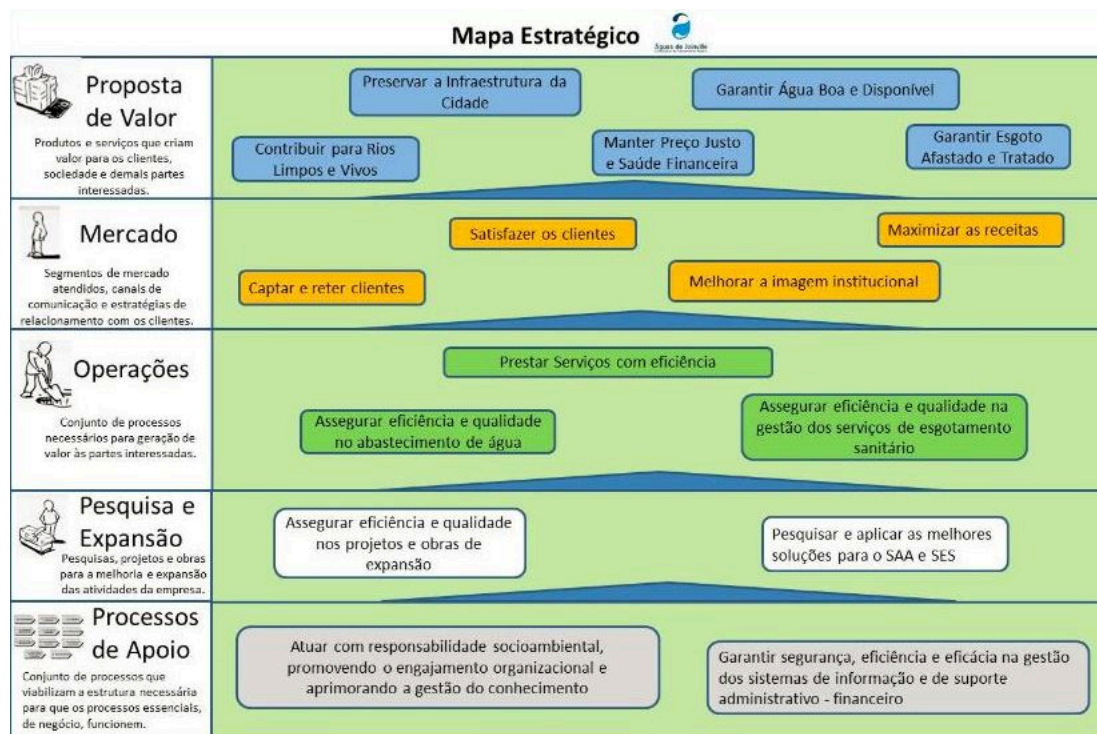 Mapa Estratégico
Águas de Joinville
Proposta
de Valor
Produtos e serviços que criam
valor para os clientes,
sociedade e demais partes
interessadas.
Preservar a Infraestrutura da
Cidade
Garantir Água Boa e Disponível
Contribuir para Rios
Limpos e Vivos
Manter Preço Justo
e Saúde Financeira
Garantir Esgoto
Afastado e Tratado
Mercado
Segmentos de mercado
atendidos, canais de
comunicação e estratégias de
relacionamento com os clientes.
Satisfazer os clientes
Maximizar as receitas
Captar e reter clientes
Melhorar a imagem institucional
Operações
Conjunto de processos
necessários para geração de
valor às partes interessadas.
Prestar Serviços com eficiência
Assegurar eficiência e qualidade
no abastecimento de água
Assegurar eficiência e qualidade na
gestão dos serviços de esgotamento
sanitário
Pesquisa e
Expansão
Pesquisas, projetos e obras
para a melhoria e expansão
das atividades da empresa.
Assegurar eficiência e qualidade
nos projetos e obras de
expansão
Pesquisar e aplicar as melhores
soluções para o SAA e SES
Processos
de Apoio
Conjunto de processos que
viabilizam a estrutura necessária
para que os processos essenciais,
de negócio, funcionem.
Atuar com responsabilidade socioambiental,
promovendo o engajamento organizacional e
aprimorando a gestão do conhecimento
Garantir segurança, eficiência e eficácia na gestão
dos sistemas de informação e de suporte
administrativo - financeiro